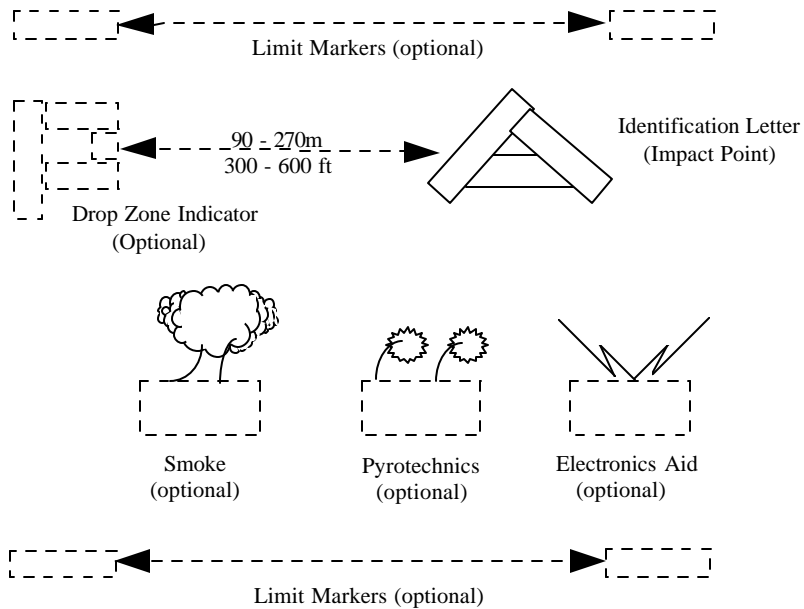 Limit Markers (optional)
90 - 270m
300 - 600 ft
Identification Letter
(Impact Point)
Drop Zone Indicator
(Optional)
Smoke
(optional)
Pyrotechnics
(optional)
Electronics Aid
(optional)
Limit Markers (optional)